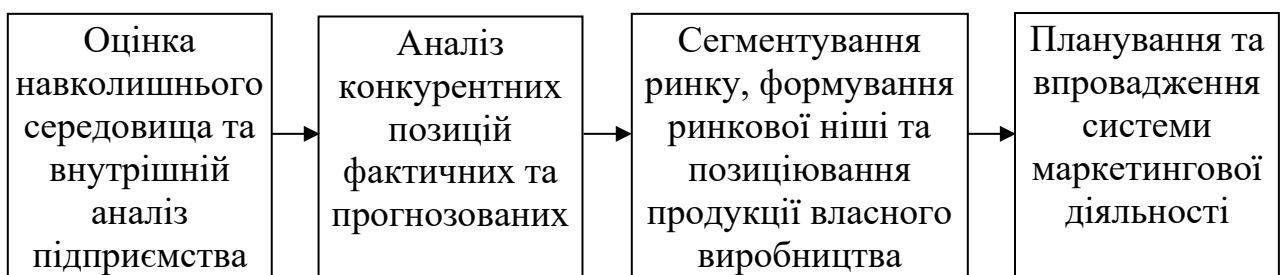 Оцінка
навколишнього
середовища та
внутрішній
аналіз
підприємства
Аналіз
конкурентних
позицій
фактичних та
прогнозованих
Сегментування
ринку, формування
ринкової ніші та
позиціювання
продукції власного
виробництва
Планування та
впровадження
системи
маркетингової
діяльності